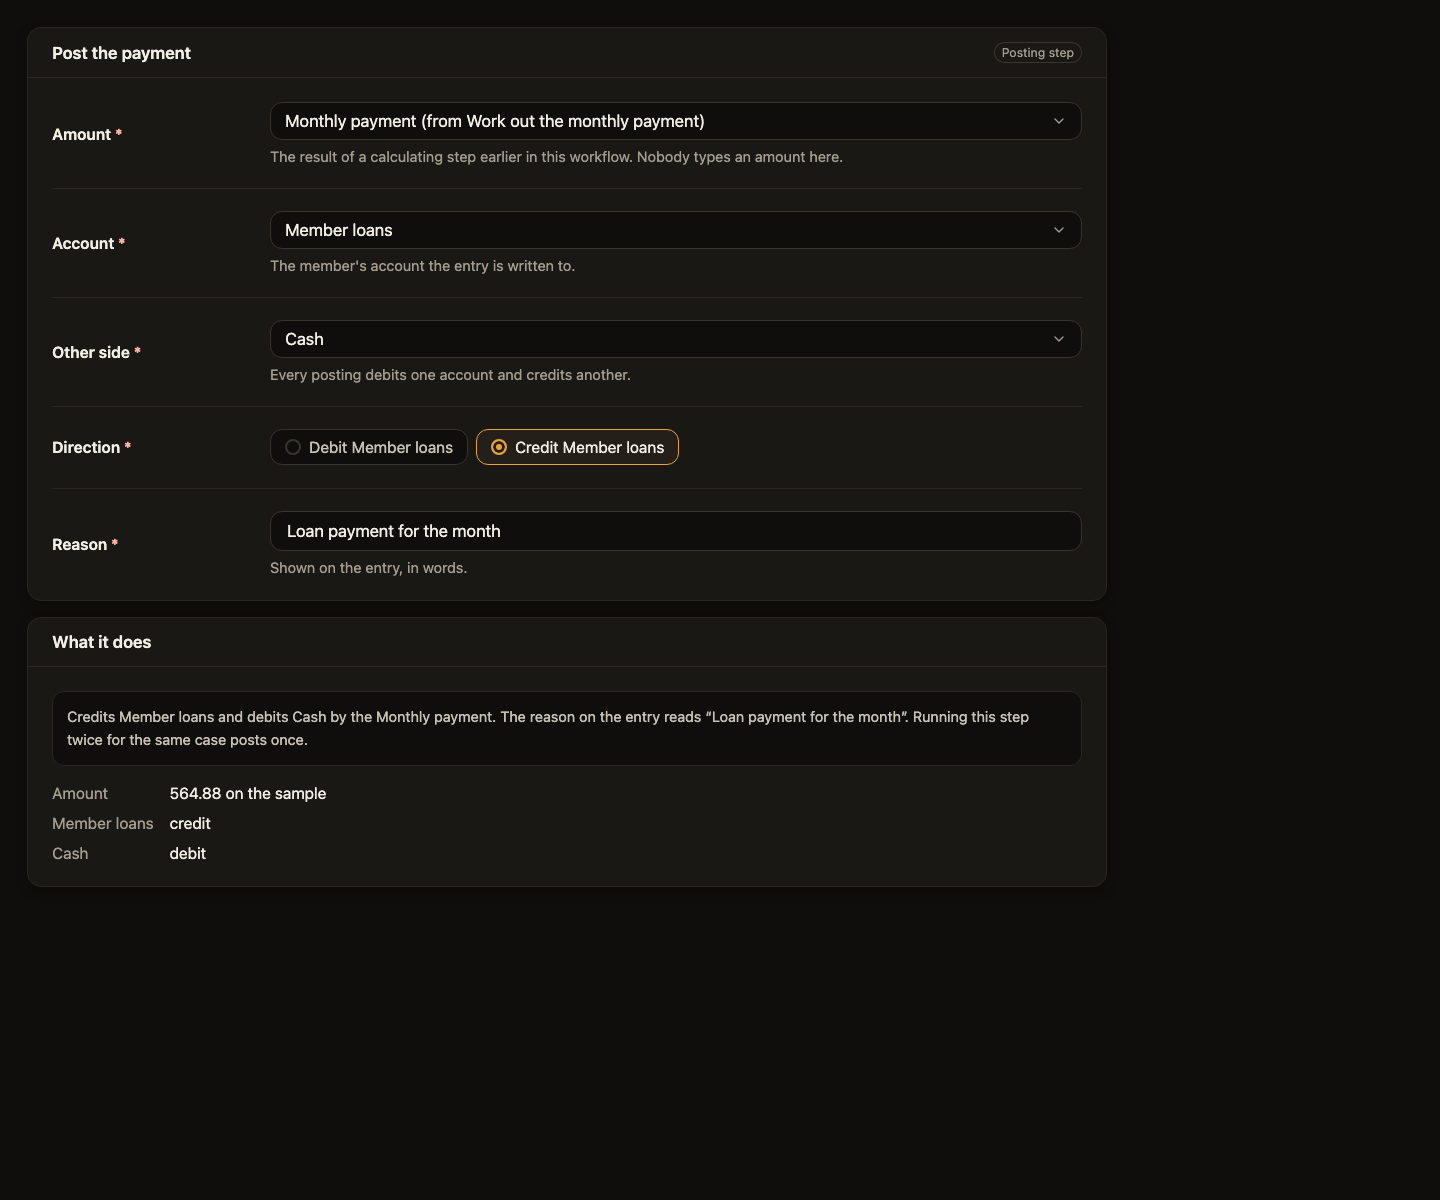 Post the payment
Posting step
Amount *
Monthly payment (from Work out the monthly payment)
The result of a calculating step earlier in this workflow. Nobody types an amount here.
Account *
Member loans
The member's account the entry is written to.
Other side *
Cash
Every posting debits one account and credits another.
Direction *
Debit Member loans
Credit Member loans
Reason *
Loan payment for the month
Shown on the entry, in words.
What it does
Credits Member loans and debits Cash by the Monthly payment. The reason on the entry reads “Loan payment for the month”. Running this step
twice for the same case posts once.
Amount 564.88 on the sample
Member loans credit
Cash debit